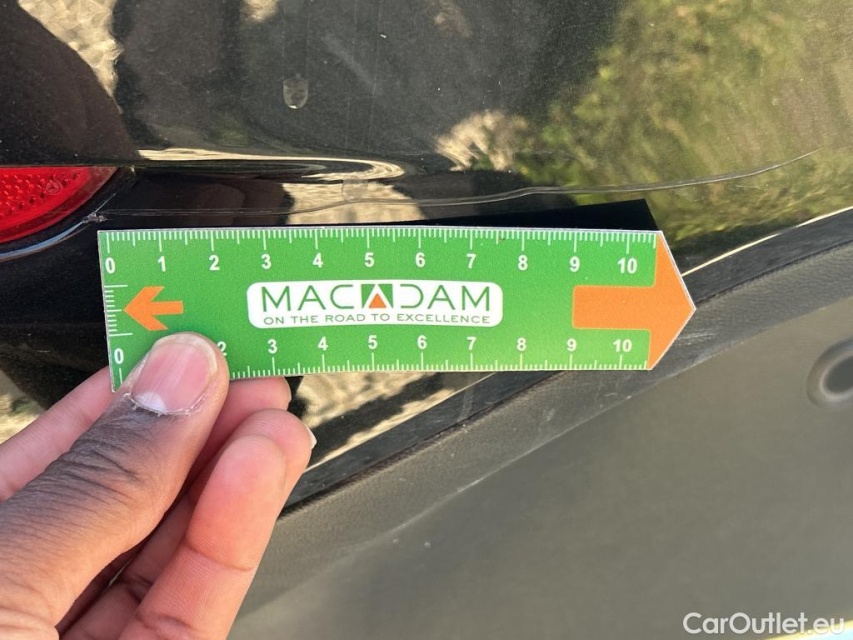 0 1 2 3 4 5 6 7 8 9 10
MACADAM
ON THE ROAD TO EXCELLENCE
0 2 3 4 5 6 7 8 9 10
CarOutlet.eu